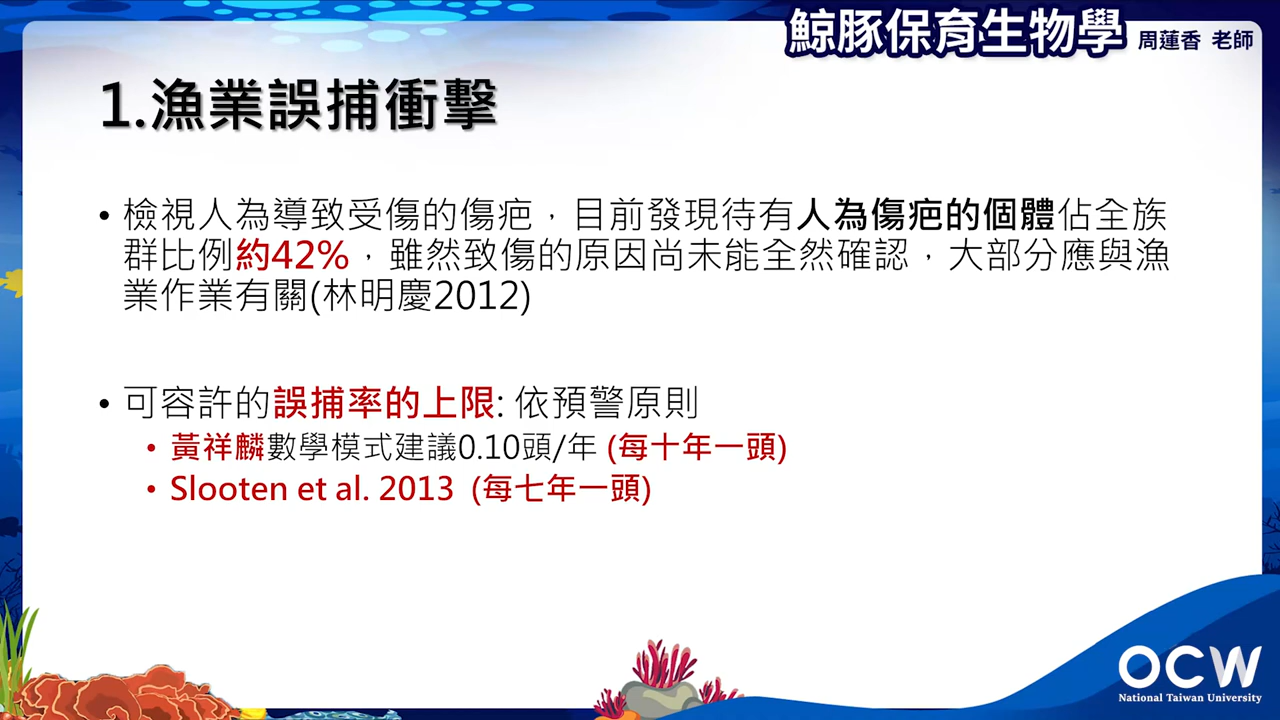 鯨豚保育生物學 周蓮香 老師
1.漁業誤捕衝擊
• 檢視人為導致受傷的傷疤，目前發現待有人為傷疤的個體佔全族
群比例約42%，雖然致傷的原因尚未能全然確認，大部分應與漁
業作業有關(林明慶2012)
• 可容許的誤捕率的上限: 依預警原則
• 黃祥麟數學模式建議0.10頭/年 (每十年一頭)
• Slooten et al. 2013 (每七年一頭)
OCW
National Taiwan University